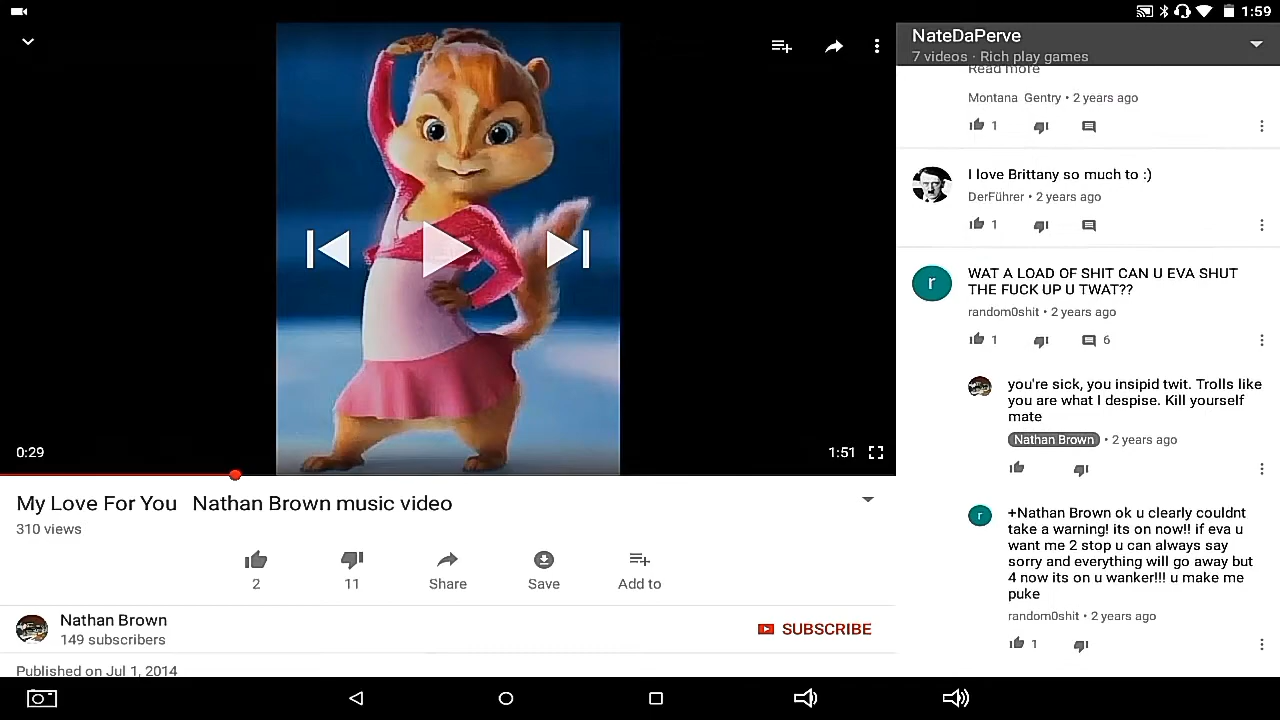 1:59
NateDaPerve
7 videos · Rich play games
0:29
1:51
My Love For You   Nathan Brown music video
310 views
2
11
Share
Save
Add to
Nathan Brown
149 subscribers
SUBSCRIBE
Published on Jul 1, 2014
Read more
Montana  Gentry • 2 years ago
1
I love Brittany so much to :)
DerFührer • 2 years ago
1
r
WAT A LOAD OF SHIT CAN U EVA SHUT
THE FUCK UP U TWAT??
random0shit • 2 years ago
1
6
you're sick, you insipid twit. Trolls like
you are what I despise. Kill yourself
mate
Nathan Brown • 2 years ago
r
+Nathan Brown ok u clearly couldnt
take a warning! its on now!! if eva u
want me 2 stop u can always say
sorry and everything will go away but
4 now its on u wanker!!! u make me
puke
random0shit • 2 years ago
1